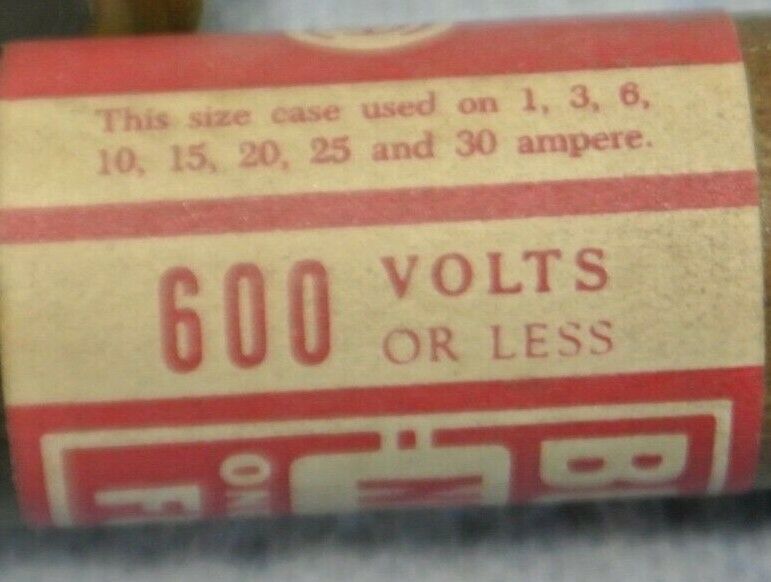 This size case used on 1, 3, 6,
10, 15, 20, 25 and 30 ampere.
600 VOLTS
OR LESS